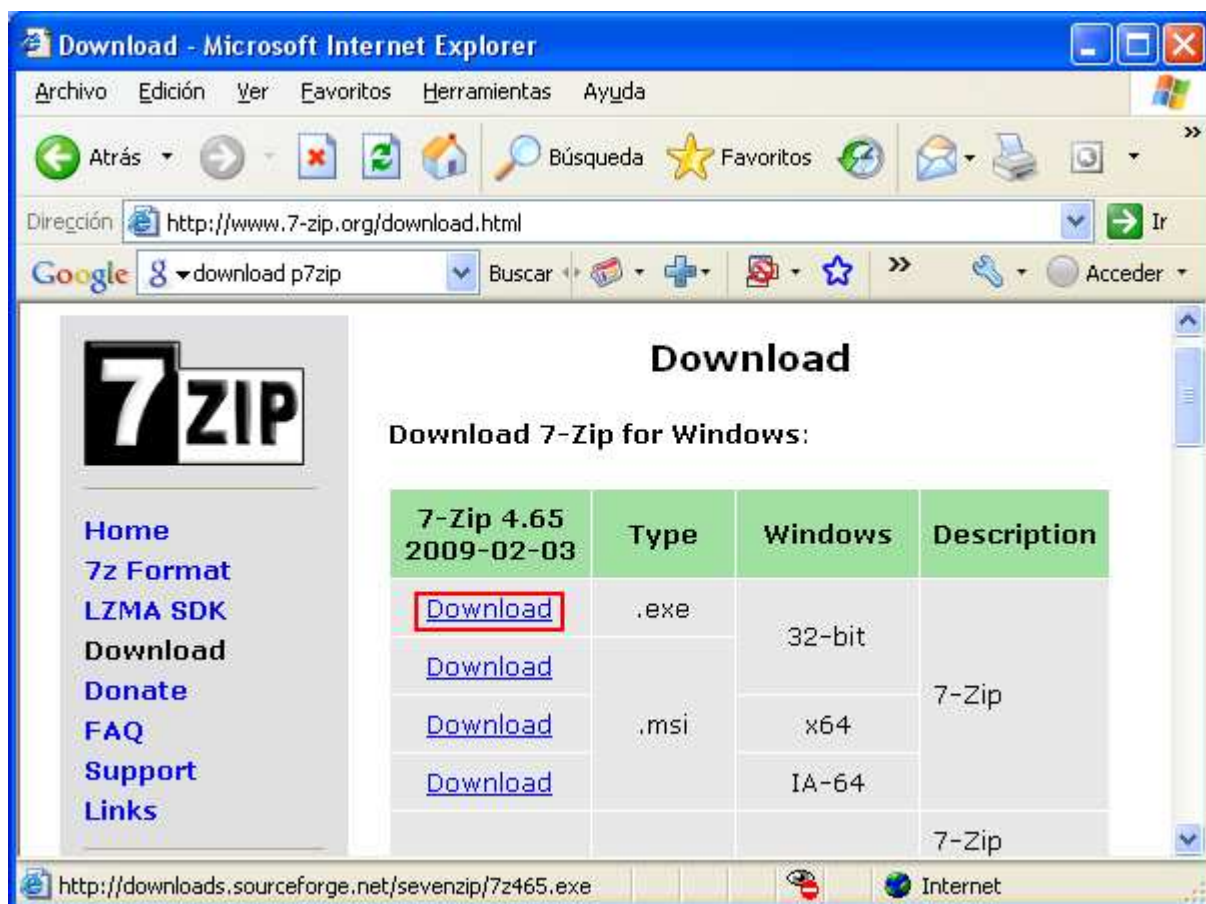 Download - Microsoft Internet Explorer
Archivo Edición Ver Favoritos Herramientas Ayuda
Atrás Búsqueda Favoritos »
Dirección http://www.7-zip.org/download.html Ir
Google g download p7zip Buscar » Acceder
7 ZIP
Home
7z Format
LZMA SDK
Download
Donate
FAQ
Support
Links
Download
Download 7-Zip for Windows:
7-Zip 4.65 2009-02-03 Type Windows Description
Download .exe 32-bit 7-Zip
Download .msi
Download x64
Download IA-64
7-Zip
http://downloads.sourceforge.net/sevenzip/7z465.exe Internet